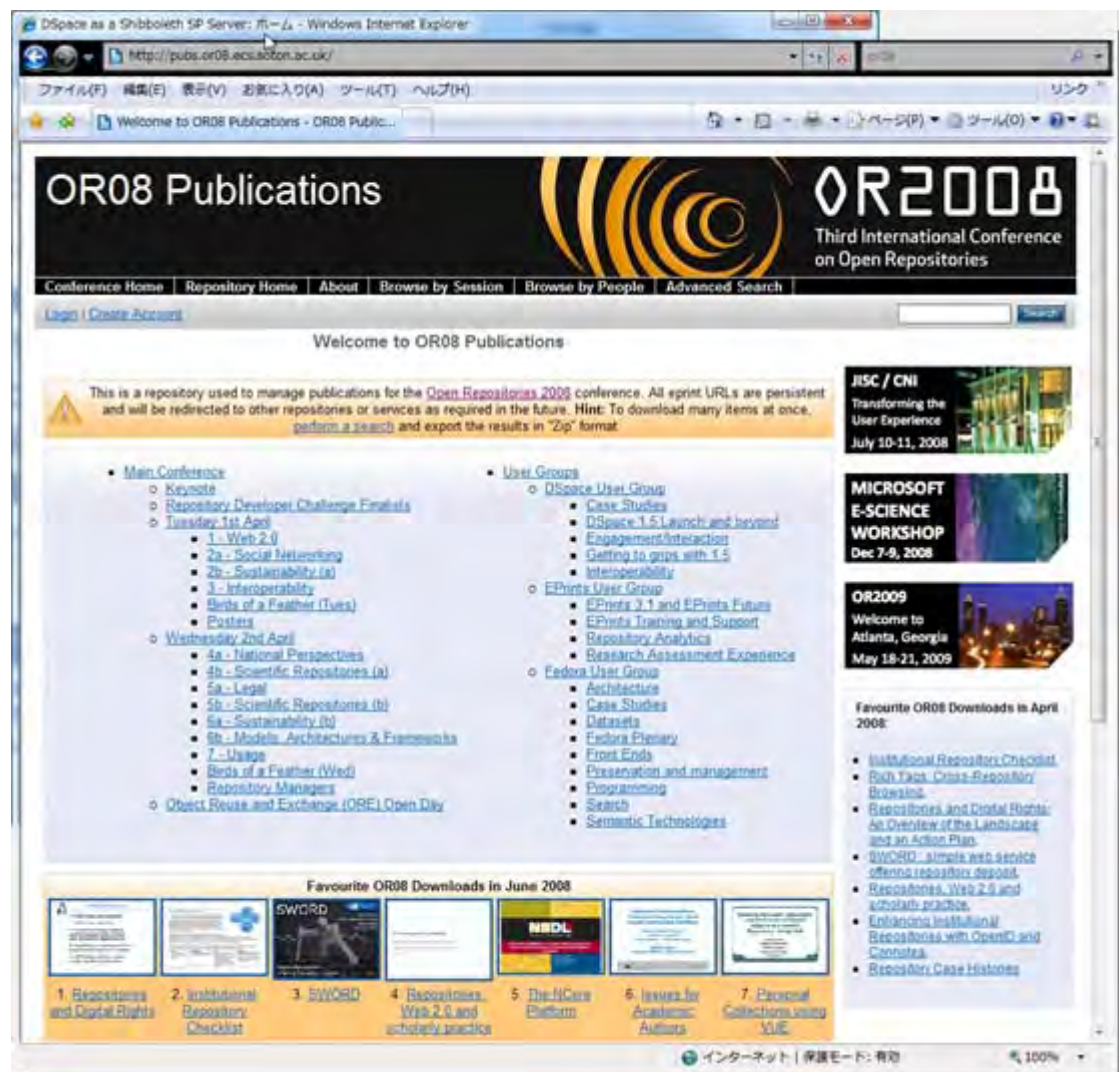 DSpace as a Shibboleth SP Server: ホーム - Windows Internet Explorer
http://pubs.or08.ecs.soton.ac.uk/
or08
ファイル(F) 編集(E) 表示(V) お気に入り(A) ツール(T) ヘルプ(H)
リンク
Welcome to OR08 Publications - OR08 Public...
ページ(P) ツール(O)
OR08 Publications
OR2008
Third International Conference
on Open Repositories
Conference Home | Repository Home | About | Browse by Session | Browse by People | Advanced Search |
Login | Create Account
Search
Welcome to OR08 Publications
This is a repository used to manage publications for the Open Repositories 2008 conference. All eprint URLs are persistent
and will be redirected to other repositories or services as required in the future. Hint: To download many items at once,
perform a search and export the results in "Zip" format
Main Conference
Keynote
Repository Developer Challenge Finalists
Tuesday 1st April
1 - Web 2.0
2a - Social Networking
2b - Sustainability (a)
3 - Interoperability
Birds of a Feather (Tues)
Posters
Wednesday 2nd April
4a - National Perspectives
4b - Scientific Repositories (a)
5a - Legal
5b - Scientific Repositories (b)
6a - Sustainability (b)
6b - Models, Architectures & Frameworks
7 - Usage
Birds of a Feather (Wed)
Repository Managers
Object Reuse and Exchange (ORE) Open Day
User Groups
DSpace User Group
Case Studies
DSpace 1.5 Launch and beyond
Engagement/Interaction
Getting to grips with 1.5
Interoperability
EPrints User Group
EPrints 3.1 and EPrints Future
EPrints Training and Support
Repository Analytics
Research Assessment Experience
Fedora User Group
Architecture
Case Studies
Datasets
Fedora Plenary
Front Ends
Preservation and management
Programming
Search
Semantic Technologies
JISC / CNI
Transforming the
User Experience
July 10-11, 2008
MICROSOFT
E-SCIENCE
WORKSHOP
Dec 7-9, 2008
OR2009
Welcome to
Atlanta, Georgia
May 18-21, 2009
Favourite OR08 Downloads in April
2008:
Institutional Repository Checklist
Rich Tags: Cross-Repository
Browsing.
Repositories and Digital Rights:
An Overview of the Landscape
and an Action Plan.
SWORD: simple web service
offering repository deposit.
Repositories, Web 2.0 and
scholarly practice.
Enhancing Institutional
Repositories with OpenID and
Connotea.
Repository Case Histories
Favourite OR08 Downloads in June 2008
SWORD
NSDL
1. Repositories
and Digital Rights
2. Institutional
Repository
Checklist
3. SWORD
4. Repositories,
Web 2.0 and
scholarly practice
5. The NCore
Platform
6. Issues for
Academic
Authors
7. Personal
Collections using
VUE
インターネット | 保護モード: 有効
100%